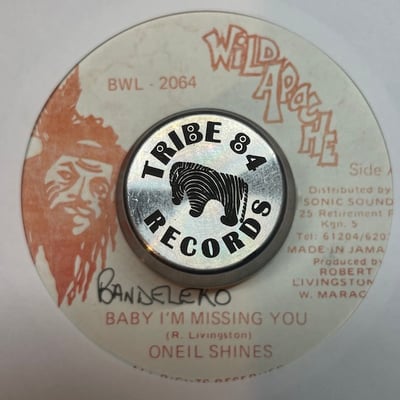 BWL - 2064
WILD APACHE
TRIBE 84
RECORDS
Side
Distributed by
SONIC SOUND
25 Retirement
Kgn. 5
Tel: 61204/620
MADE IN JAMA
Produced by
ROBERT
LIVINGSTON
W. MARAG
BANDELERO
BABY I'M MISSING YOU
(R. Livingston)
ONEIL SHINES